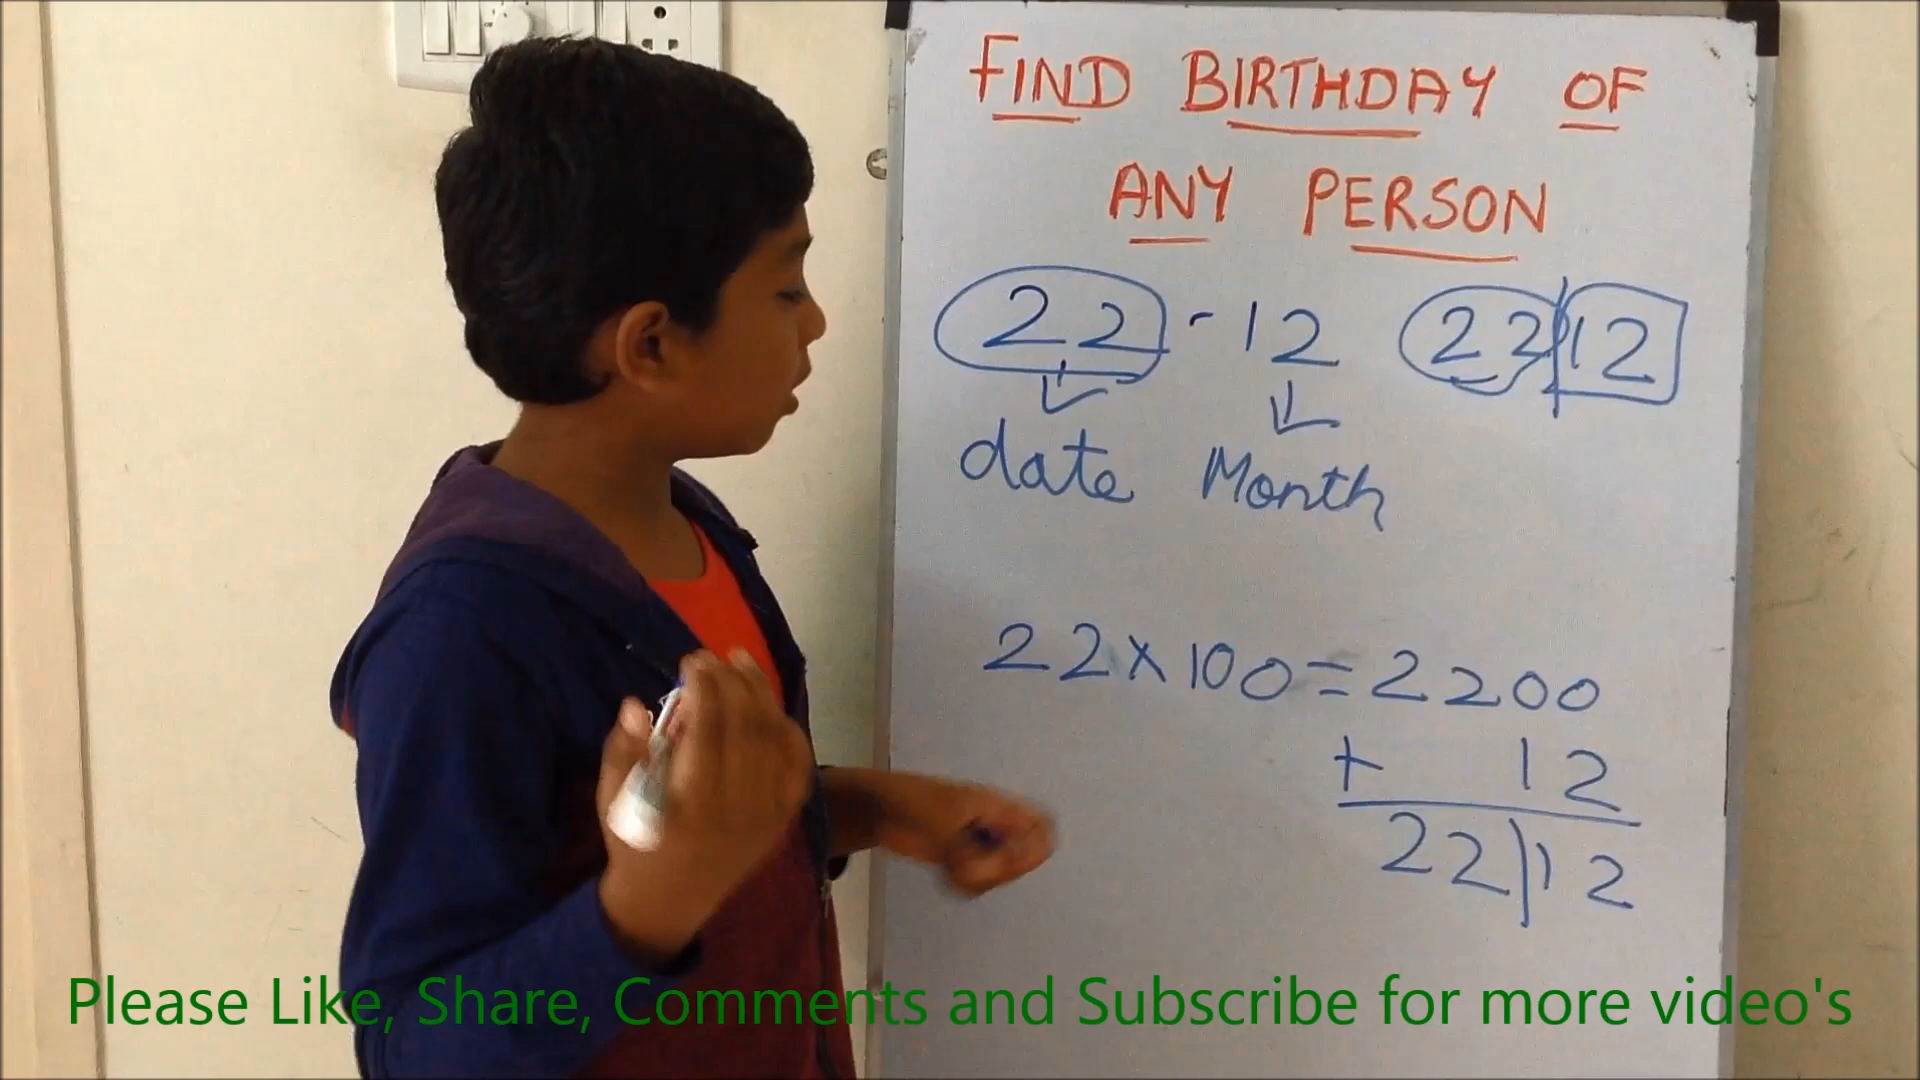 FIND BIRTHDAY OF
ANY PERSON
22 - 12 22|12
date Month
22×100=2200
+ 12
22|12
Please Like, Share, Comments and Subscribe for more video's